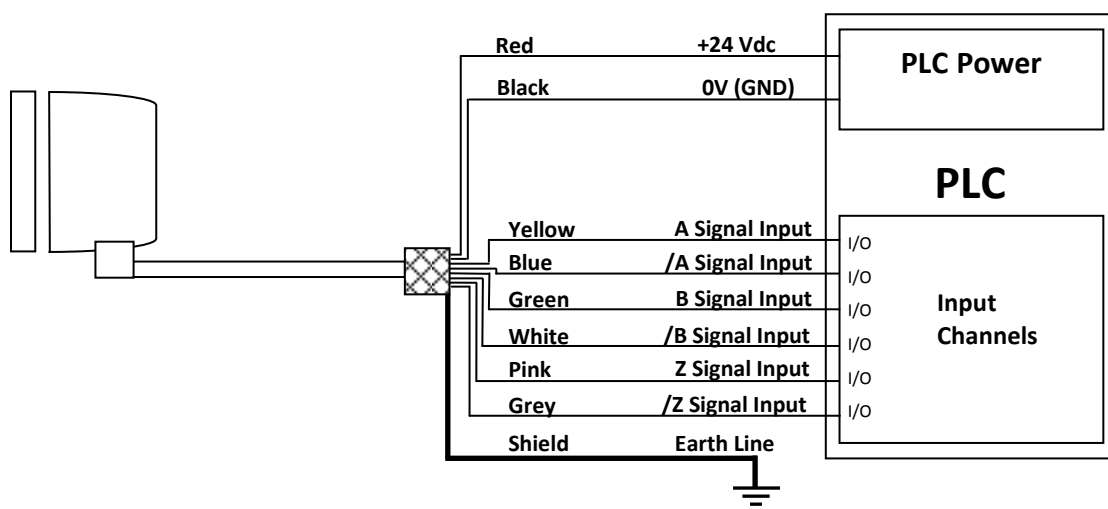 Red +24 Vdc
Black 0V (GND)
PLC Power
PLC
Yellow A Signal Input I/O
Blue /A Signal Input I/O
Green B Signal Input I/O
White /B Signal Input I/O
Pink Z Signal Input I/O
Grey /Z Signal Input I/O
Input
Channels
Shield Earth Line